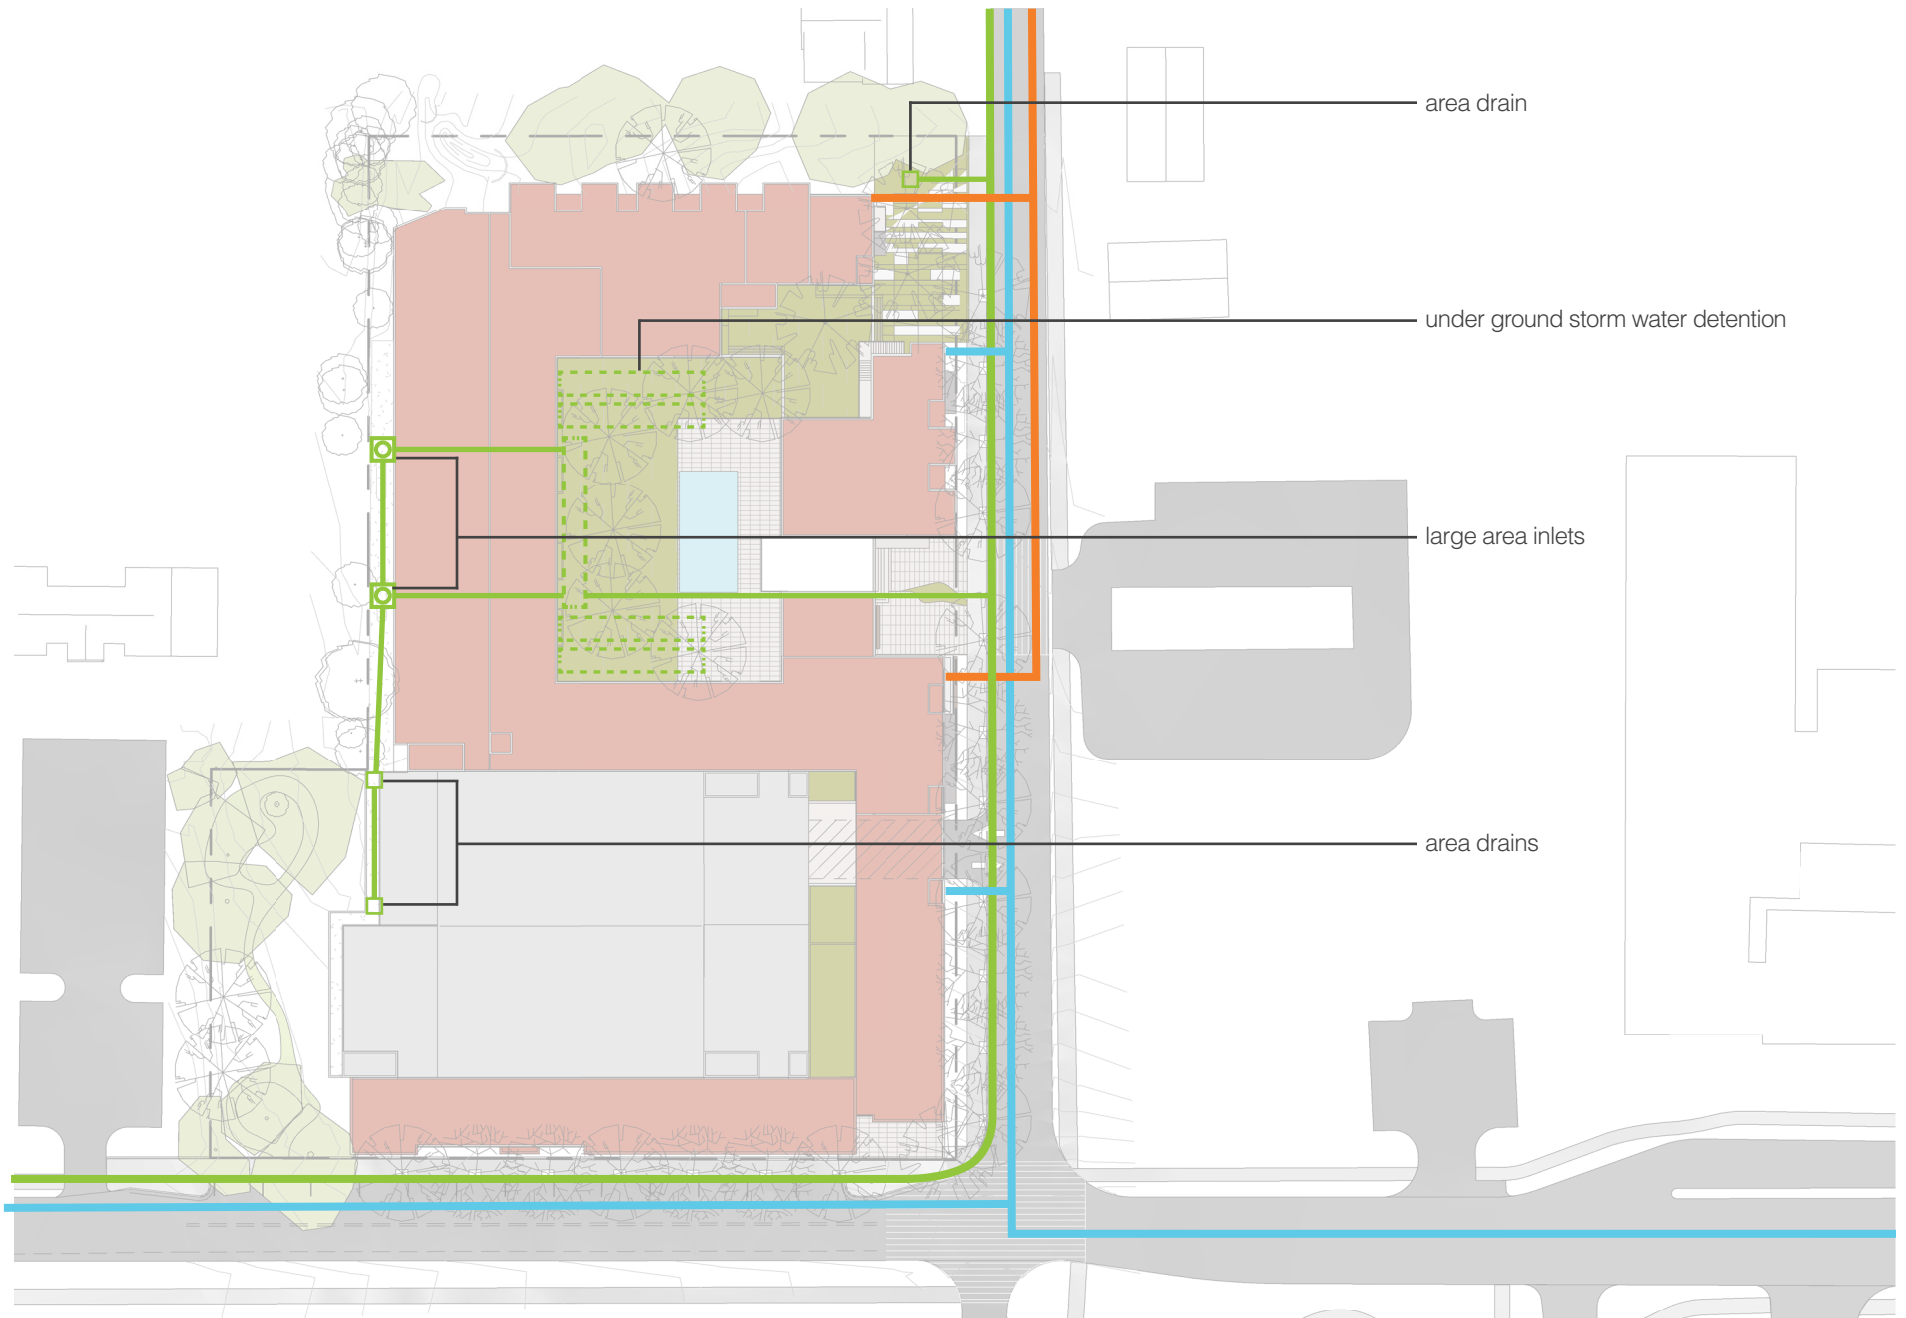 area drain
under ground storm water detention
large area inlets
area drains